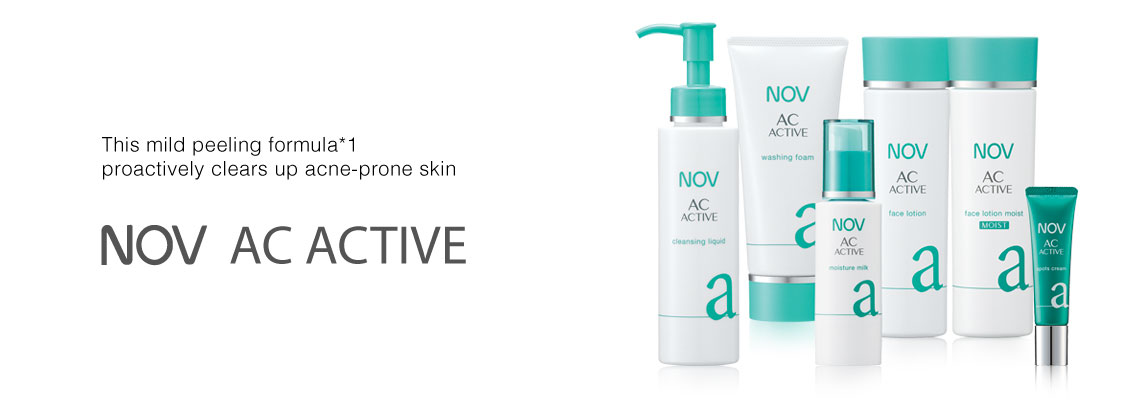 This mild peeling formula*1
proactively clears up acne-prone skin
NOV AC ACTIVE
NOV
AC
ACTIVE
cleansing liquid
a
NOV
AC
ACTIVE
washing foam
a
NOV
AC
ACTIVE
moisture milk
a
NOV
AC
ACTIVE
face lotion
a
NOV
AC
ACTIVE
face lotion moist
MOIST
a
NOV
AC
ACTIVE
spots cream
a